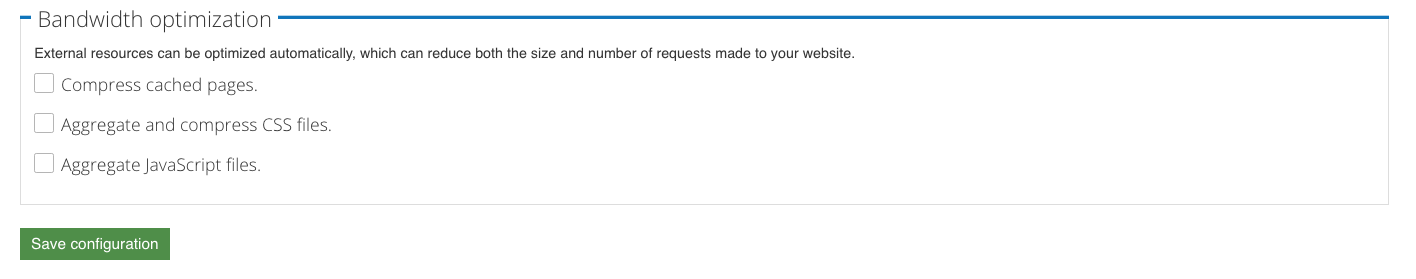 Bandwidth optimization
External resources can be optimized automatically, which can reduce both the size and number of requests made to your website.
Compress cached pages.
Aggregate and compress CSS files.
Aggregate JavaScript files.
Save configuration